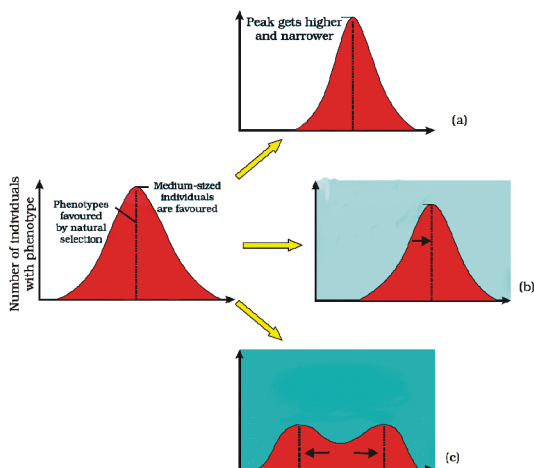 Peak gets higher
and narrower
(a)
Number of individuals
with phenotype
Phenotypes
favoured
by natural
selection
Medium-sized
individuals
are favoured
(b)
(c)